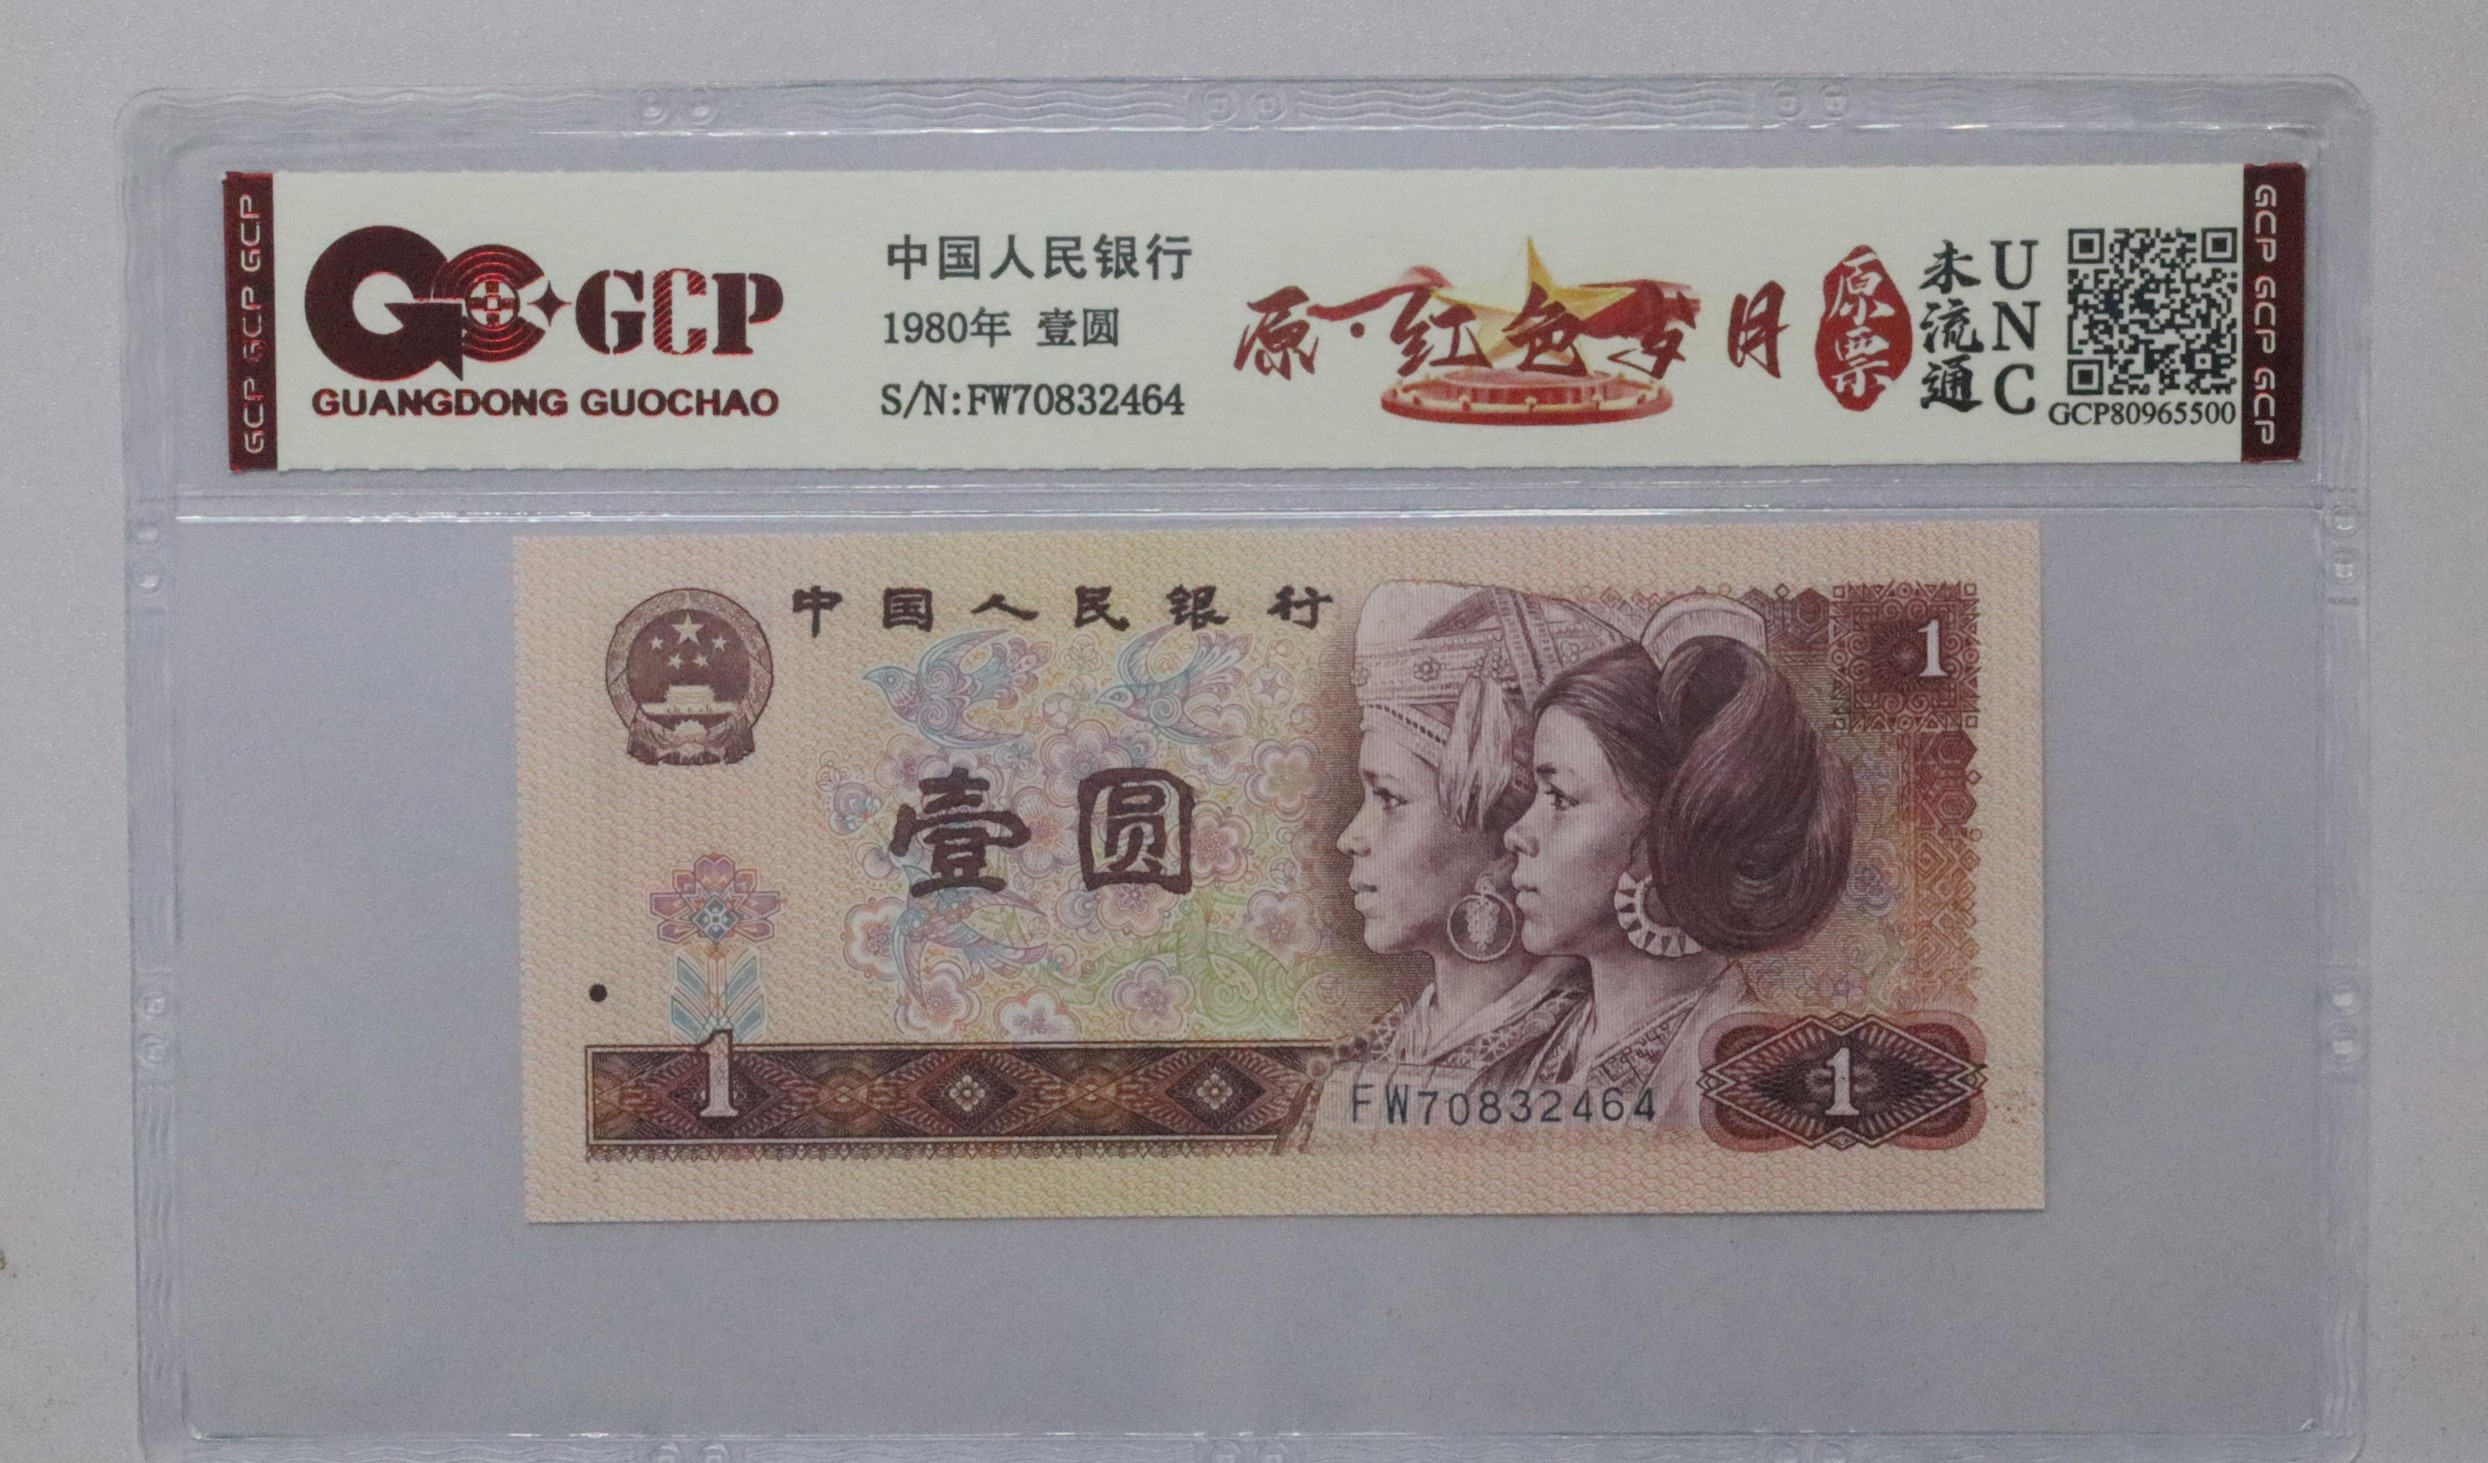 GCP GCP GCP
GCP
GUANGDONG GUOCHAO
中国人民银行
1980年 壹圆
S/N:FW70832464
原·红色岁月
原票
未流通
UNC
GCP80965500
GCP GCP GCP
中国人民银行
1
壹圆
1
FW70832464
1